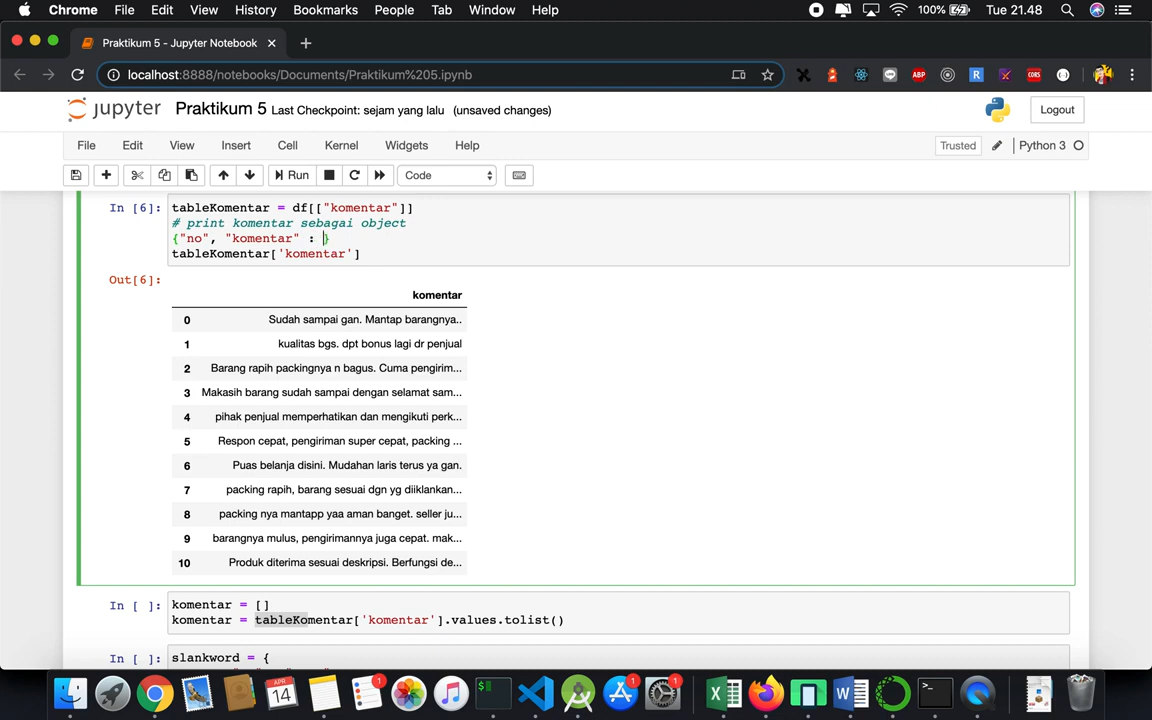 Chrome File Edit View History Bookmarks People Tab Window Help 100% Tue 21.48
Praktikum 5 - Jupyter Notebook
localhost:8888/notebooks/Documents/Praktikum%205.ipynb
ABP R CORS
jupyter Praktikum 5 Last Checkpoint: sejam yang lalu (unsaved changes) Logout
File Edit View Insert Cell Kernel Widgets Help Trusted Python 3
Run Code
In [6]: tableKomentar = df[["komentar"]]
# print komentar sebagai object
{"no", "komentar" : }
tableKomentar['komentar']
Out[6]:
komentar
0 Sudah sampai gan. Mantap barangnya..
1 kualitas bgs. dpt bonus lagi dr penjual
2 Barang rapih packingnya n bagus. Cuma pengirim...
3 Makasih barang sudah sampai dengan selamat sam...
4 pihak penjual memperhatikan dan mengikuti perk...
5 Respon cepat, pengiriman super cepat, packing ...
6 Puas belanja disini. Mudahan laris terus ya gan.
7 packing rapih, barang sesuai dgn yg diiklankan...
8 packing nya mantapp yaa aman banget. seller ju...
9 barangnya mulus, pengirimannya juga cepat. mak...
10 Produk diterima sesuai deskripsi. Berfungsi de...
In [ ]: komentar = []
komentar = tableKomentar['komentar'].values.tolist()
In [ ]: slankword = {
APR
14
1
$
1
1
X
W
>_